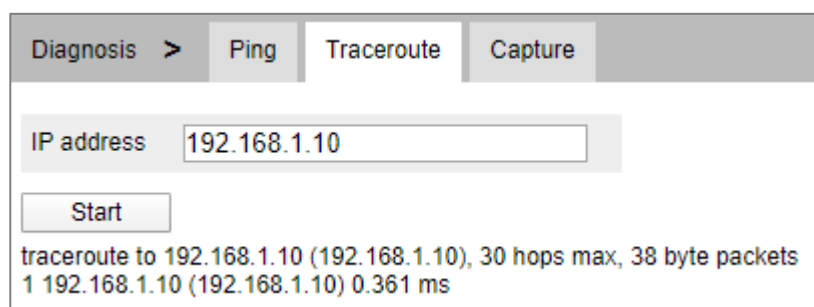 Diagnosis > Ping Traceroute Capture
IP address 192.168.1.10
Start
traceroute to 192.168.1.10 (192.168.1.10), 30 hops max, 38 byte packets
1 192.168.1.10 (192.168.1.10) 0.361 ms